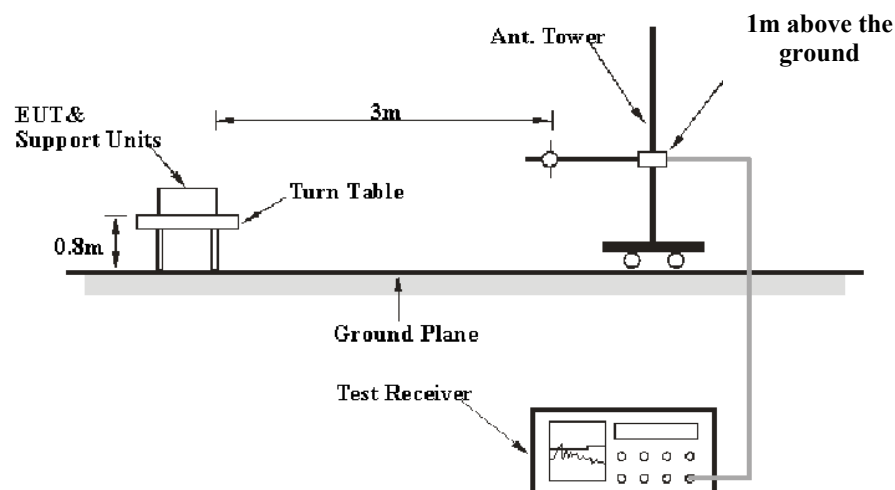 1m above the
ground
Ant. Tower
3m
EUT&
Support Units
Turn Table
0.8m
Ground Plane
Test Receiver